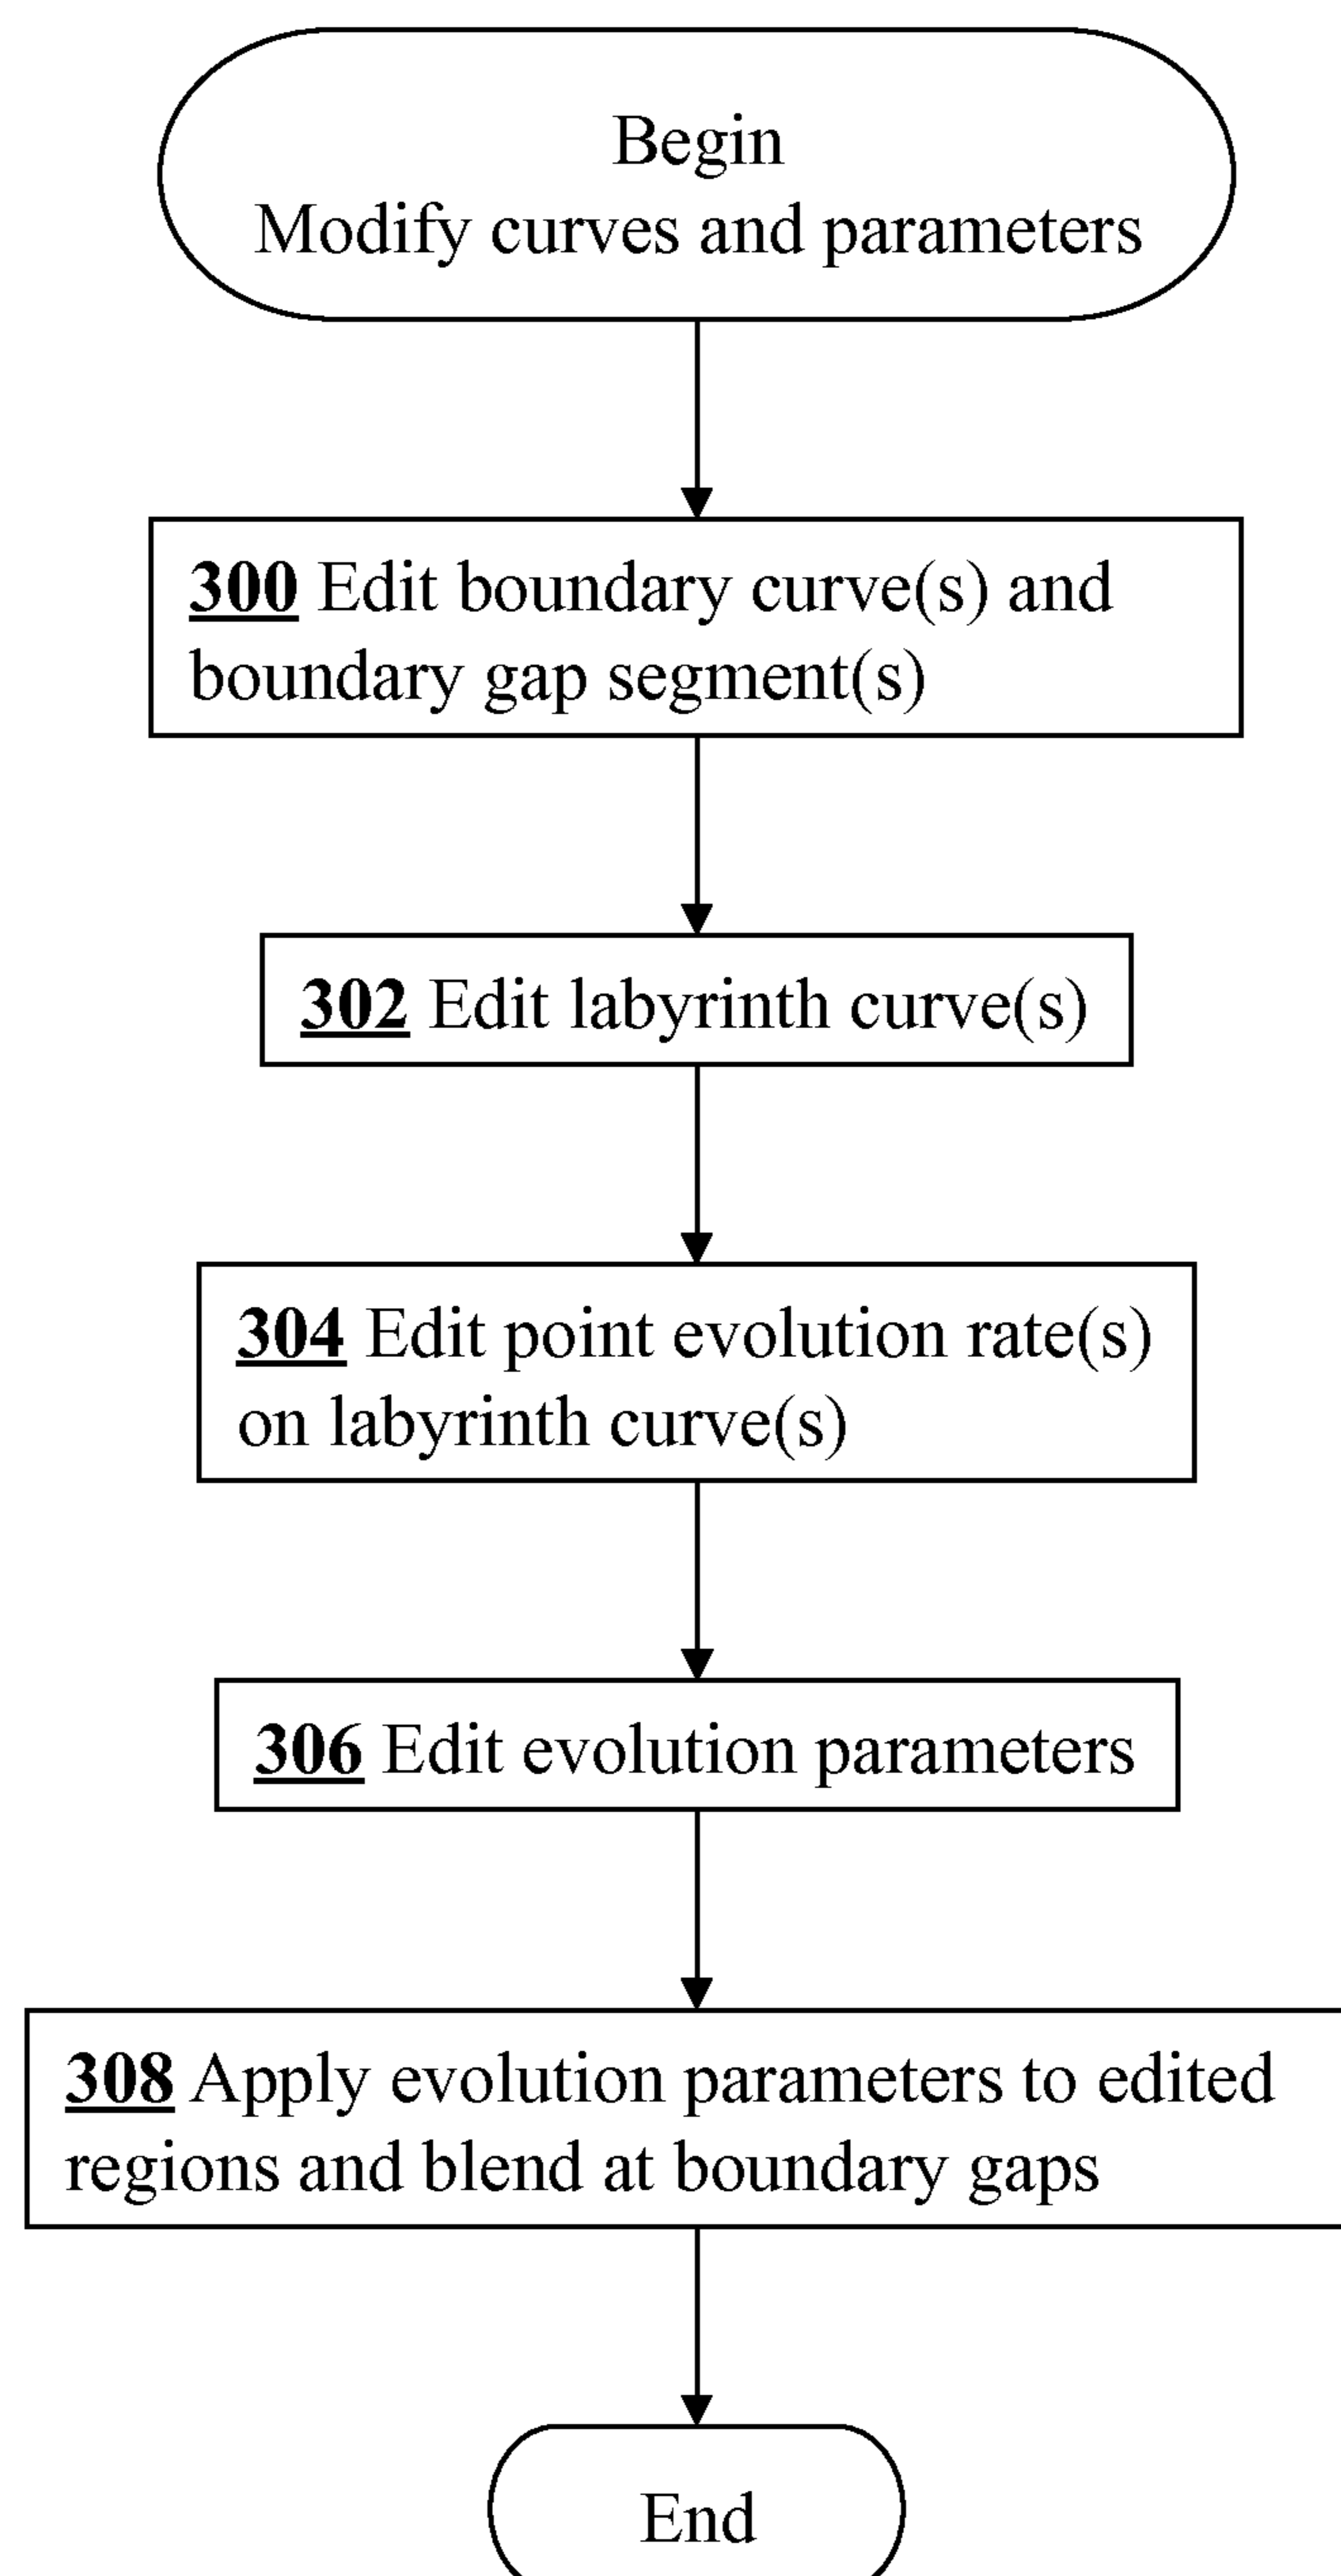 Begin
Modify curves and parameters
300 Edit boundary curve(s) and
boundary gap segment(s)
302 Edit labyrinth curve(s)
304 Edit point evolution rate(s)
on labyrinth curve(s)
306 Edit evolution parameters
308 Apply evolution parameters to edited
regions and blend at boundary gaps
End